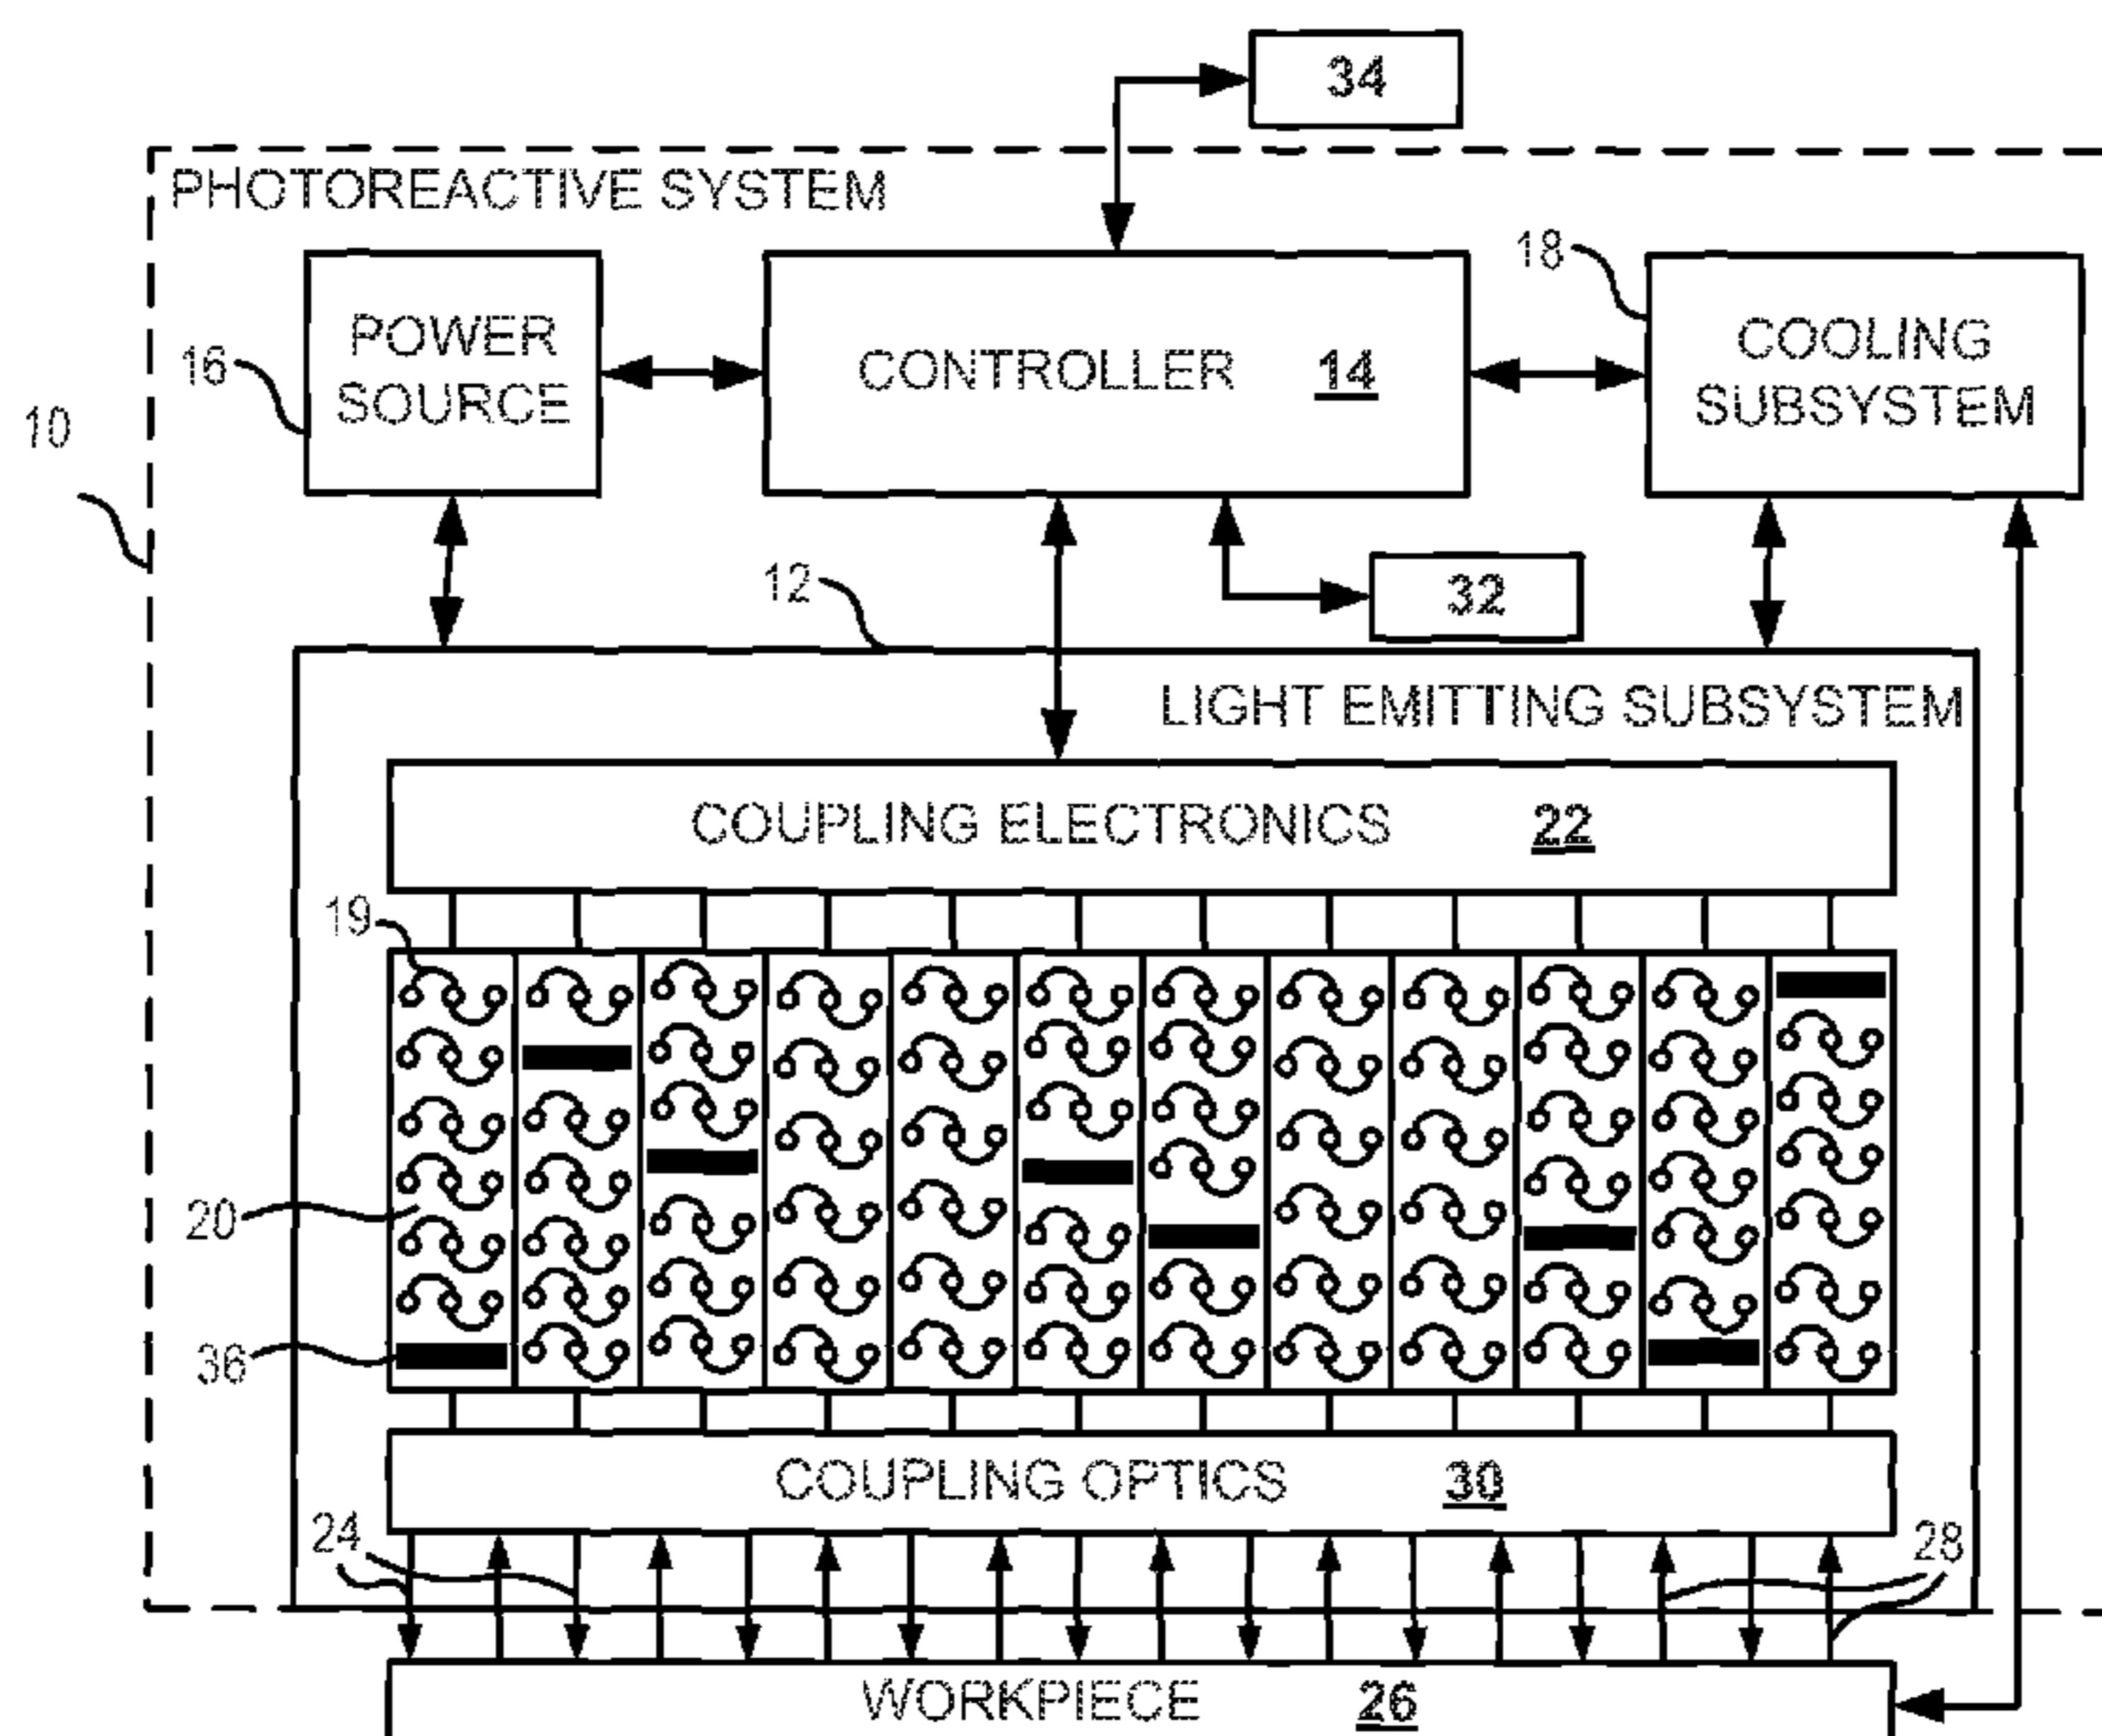 34
PHOTOREACTIVE SYSTEM
18
POWER
SOURCE
CONTROLLER 14
COOLING
SUBSYSTEM
16
10
12
32
LIGHT EMITTING SUBSYSTEM
COUPLING ELECTRONICS 22
19
20
36
COUPLING OPTICS 30
24
28
WORKPIECE 26